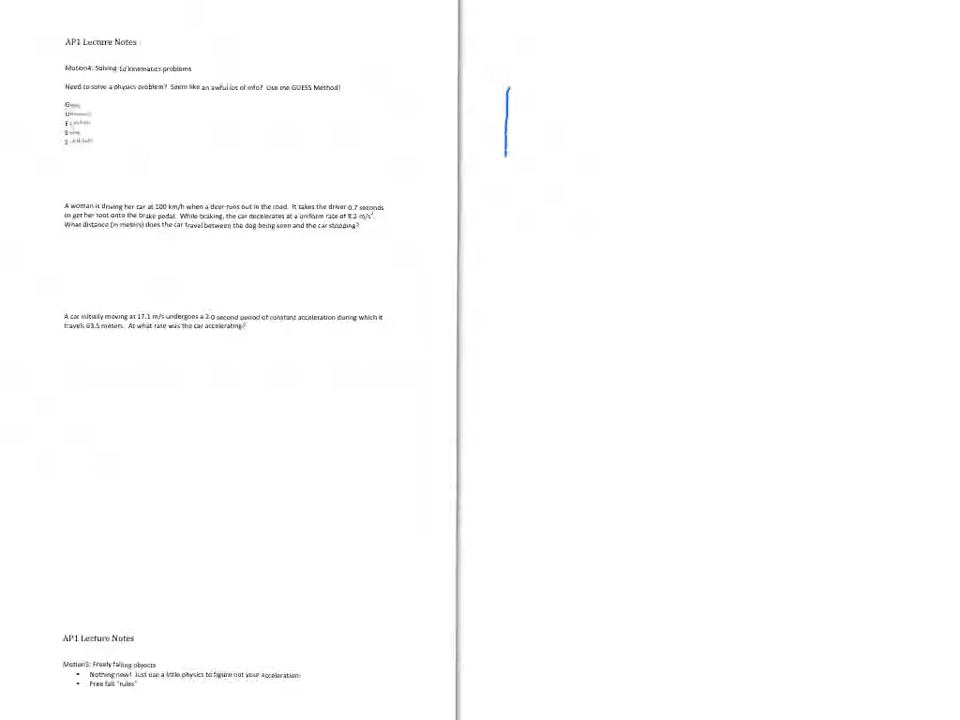 AP1 Lecture Notes
Motion4: Solving 1d kinematics problems
Need to solve a physics problem? Seem like an awful lot of info? Use the GUESS Method!
G
U
E
S
S
A woman is driving her car at 100 km/h when a deer runs out in the road. It takes the driver 0.7 seconds
to get her foot onto the brake pedal. While braking, the car decelerates at a uniform rate of 8.2 m/s².
What distance (in meters) does the car travel between the dog being seen and the car stopping?
A car initially moving at 17.1 m/s undergoes a 3.0 second period of constant acceleration during which it
travels 63.5 meters. At what rate was the car accelerating?
AP1 Lecture Notes
Motion5: Freely falling objects
• Nothing new! Just use a little physics to figure out your acceleration
• Free fall "rules"